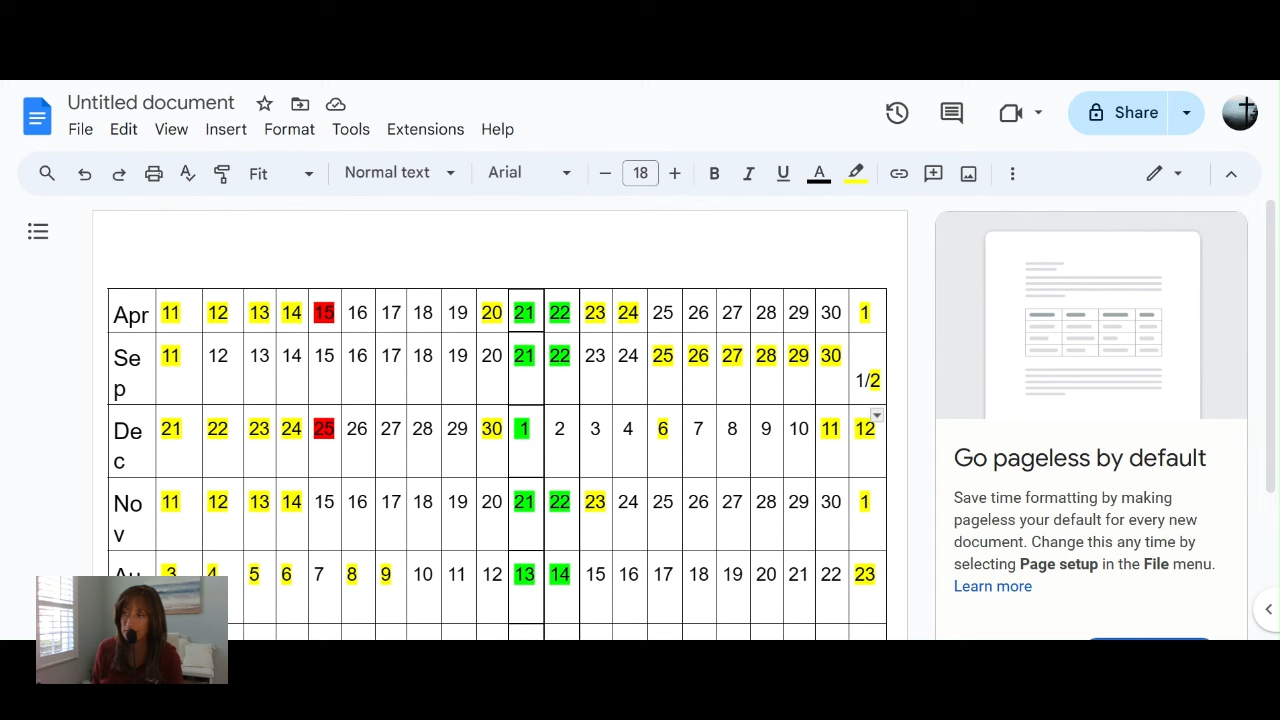 Untitled document
File Edit View Insert Format Tools Extensions Help
Share
Fit Normal text Arial 18 B I U A
Apr 11 12 13 14 15 16 17 18 19 20 21 22 23 24 25 26 27 28 29 30 1
Se 11 12 13 14 15 16 17 18 19 20 21 22 23 24 25 26 27 28 29 30
p 1/2
De 21 22 23 24 25 26 27 28 29 30 1 2 3 4 6 7 8 9 10 11 12
c
No 11 12 13 14 15 16 17 18 19 20 21 22 23 24 25 26 27 28 29 30 1
v
3 4 5 6 7 8 9 10 11 12 13 14 15 16 17 18 19 20 21 22 23
Go pageless by default
Save time formatting by making
pageless your default for every new
document. Change this any time by
selecting Page setup in the File menu.
Learn more